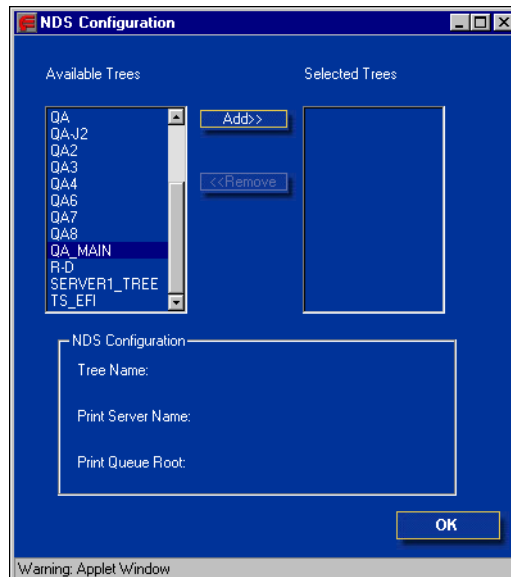 NDS Configuration
Available Trees
Selected Trees
QA
QA-J2
QA2
QA3
QA4
QA6
QA7
QA8
QA_MAIN
R-D
SERVER1_TREE
TS_EFI
Add>>
<<Remove
NDS Configuration
Tree Name:
Print Server Name:
Print Queue Root:
OK
Warning: Applet Window